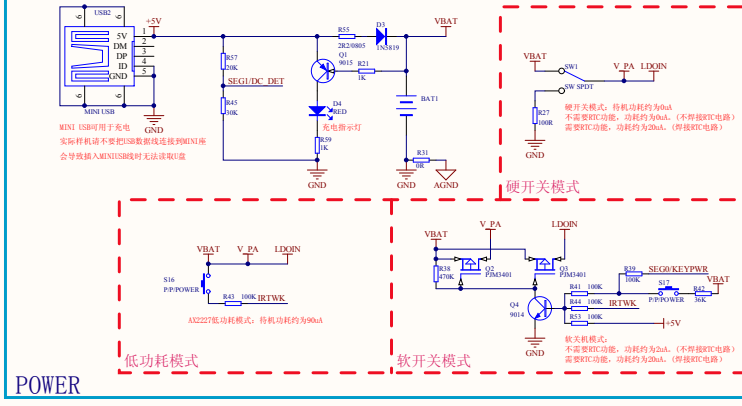 USB2
6
6
+5V
5V
1
DM
2
DP
3
ID
4
GND
5
6
6
MINI USB
GND
MINI USB可用于充电
实际样机请不要把USB数据线连接到MINI座
会导致插入MINIUSB线时无法读取U盘
R57
20K
SEG1/DC_DET
R45
30K
R55
2R2/0805
D3
1N5819
VBAT
Q1
9015
R21
1K
D4
RED
充电指示灯
R59
1K
GND
BAT1
R31
0R
GND
AGND
VBAT
SW1
V_PA
LDOIN
SW SPDT
R27
100R
GND
硬开关模式: 待机功耗约为0uA
不需要RTC功能, 功耗约为0uA. (不焊接RTC电路)
需要RTC功能, 功耗约为20uA. (焊接RTC电路)
硬开关模式
VBAT
V_PA
LDOIN
S16
P/P/POWER
R43
100K
IRTWK
AX2227低功耗模式: 待机功耗约为90uA
低功耗模式
VBAT
V_PA
LDOIN
R38
470K
Q2
PJM3401
Q3
PJM3401
Q4
9014
GND
R41
100K
R44
100K
R53
100K
R39
100K
SEG0/KEYPWR
S17
P/P/POWER
VBAT
R42
36K
IRTWK
+5V
软关机模式:
不需要RTC功能, 功耗约为2uA. (不焊接RTC电路)
需要RTC功能, 功耗约为20uA. (焊接RTC电路)
软开关模式
POWER